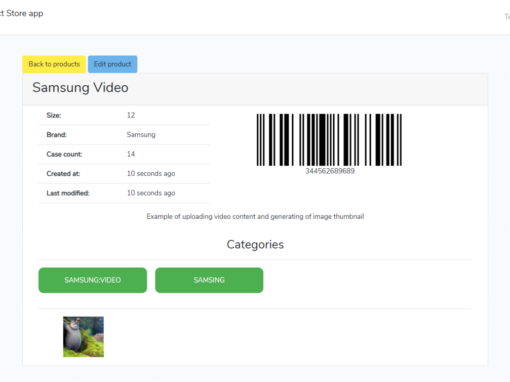 Store app
Back to products
Edit product
Samsung Video
Size: 12
Brand: Samsung
Case count: 14
Created at: 10 seconds ago
Last modified: 10 seconds ago
344562689689
Example of uploading video content and generating of image thumbnail
Categories
SAMSUNG:VIDEO
SAMSING